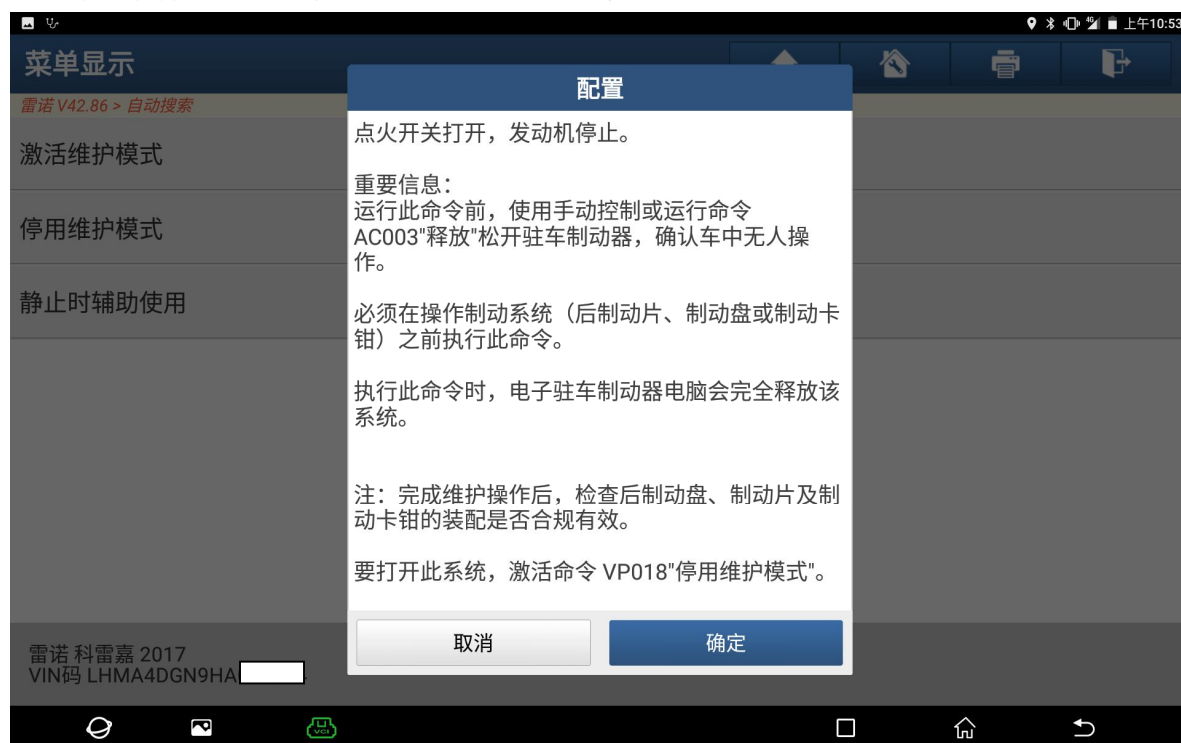 4G 上午10:53
菜单显示
雷诺 V42.86 > 自动搜索
激活维护模式
停用维护模式
静止时辅助使用
配置
点火开关打开，发动机停止。
重要信息：
运行此命令前，使用手动控制或运行命令
AC003"释放"松开驻车制动器，确认车中无人操
作。
必须在操作制动系统（后制动片、制动盘或制动卡
钳）之前执行此命令。
执行此命令时，电子驻车制动器电脑会完全释放该
系统。
注：完成维护操作后，检查后制动盘、制动片及制
动卡钳的装配是否合规有效。
要打开此系统，激活命令 VP018"停用维护模式"。
取消
确定
雷诺 科雷嘉 2017
VIN码 LHMA4DGN9HA
VCI